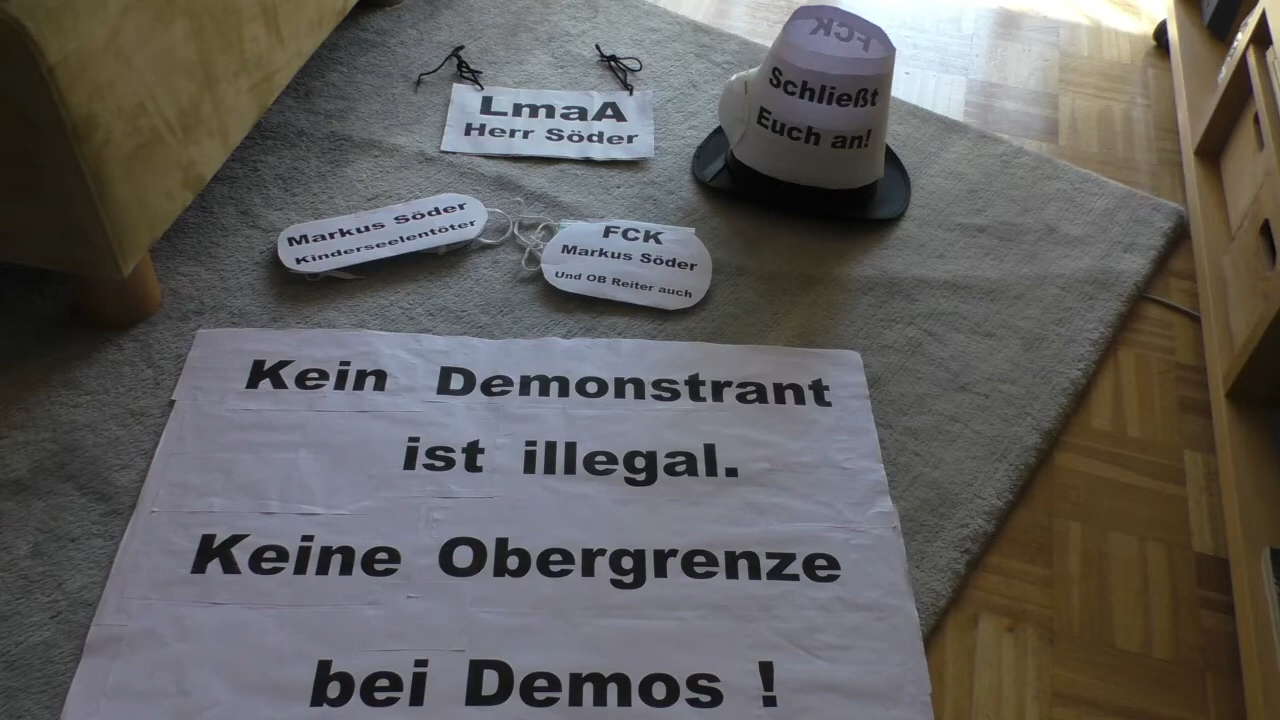 FCK
Schließt
Euch an!
LmaA
Herr Söder
Markus Söder
Kinderseelentöter
FCK
Markus Söder
Und OB Reiter auch
Kein Demonstrant
ist illegal.
Keine Obergrenze
bei Demos !